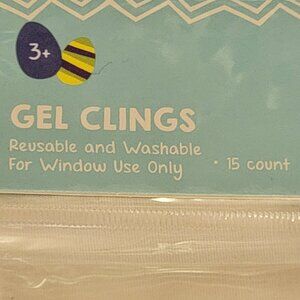 3+
GEL CLINGS
Reusable and Washable
For Window Use Only
• 15 count